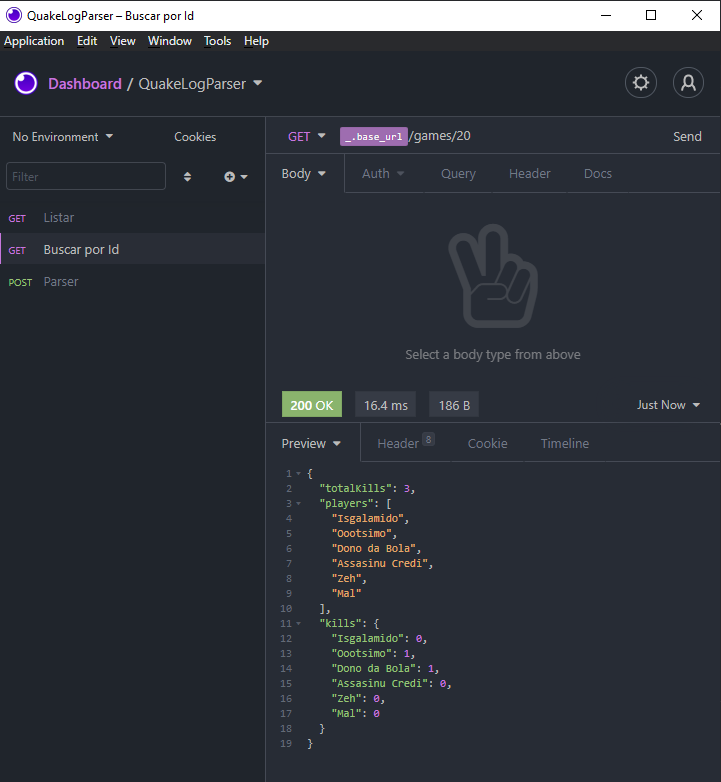 QuakeLogParser – Buscar por Id
Application Edit View Window Tools Help
Dashboard / QuakeLogParser
No Environment Cookies
GET _.base_url/games/20 Send
Filter
Body Auth Query Header Docs
GET Listar
GET Buscar por Id
POST Parser
Select a body type from above
200 OK 16.4 ms 186 B Just Now
Preview Header 8 Cookie Timeline
1 {
2 "totalKills": 3,
3 "players": [
4 "Isgalamido",
5 "Oootsimo",
6 "Dono da Bola",
7 "Assasinu Credi",
8 "Zeh",
9 "Mal"
10 ],
11 "kills": {
12 "Isgalamido": 0,
13 "Oootsimo": 1,
14 "Dono da Bola": 1,
15 "Assasinu Credi": 0,
16 "Zeh": 0,
17 "Mal": 0
18 }
19 }